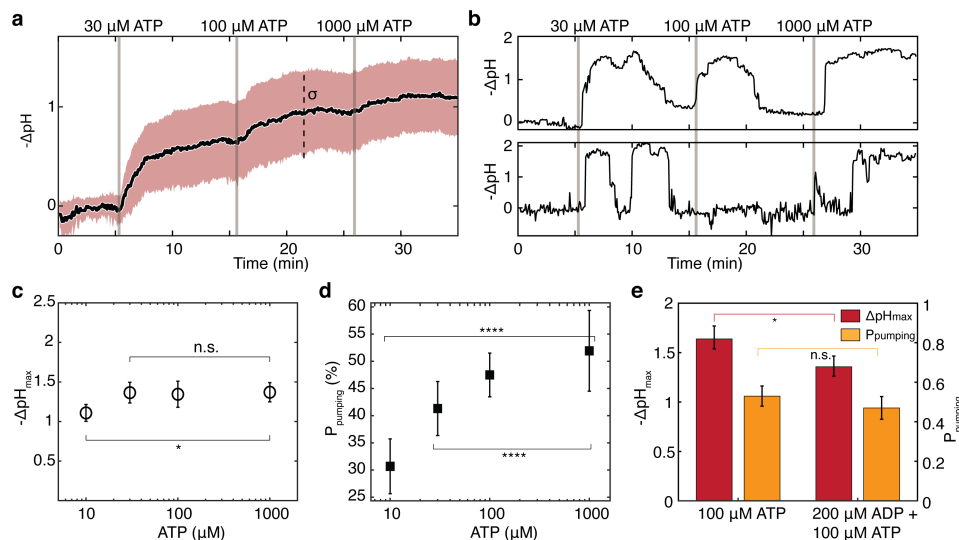 a
30 μM ATP
100 μM ATP
1000 μM ATP
-ΔpH
1
0
σ
0
10
20
30
Time (min)
b
30 μM ATP
100 μM ATP
1000 μM ATP
-ΔpH
2
1
0
-ΔpH
2
1
0
0
10
20
30
Time (min)
c
-ΔpHmax
2.5
2
1.5
1
0.5
n.s.
*
10
100
1000
ATP (μM)
d
Ppumping (%)
60
55
50
45
40
35
30
25
****
****
10
100
1000
ATP (μM)
e
-ΔpHmax
2
1.5
1
0.5
0
*
n.s.
ΔpHmax
Ppumping
1
0.8
0.6
0.4
0.2
0
Ppumping
100 μM ATP
200 μM ADP +
100 μM ATP